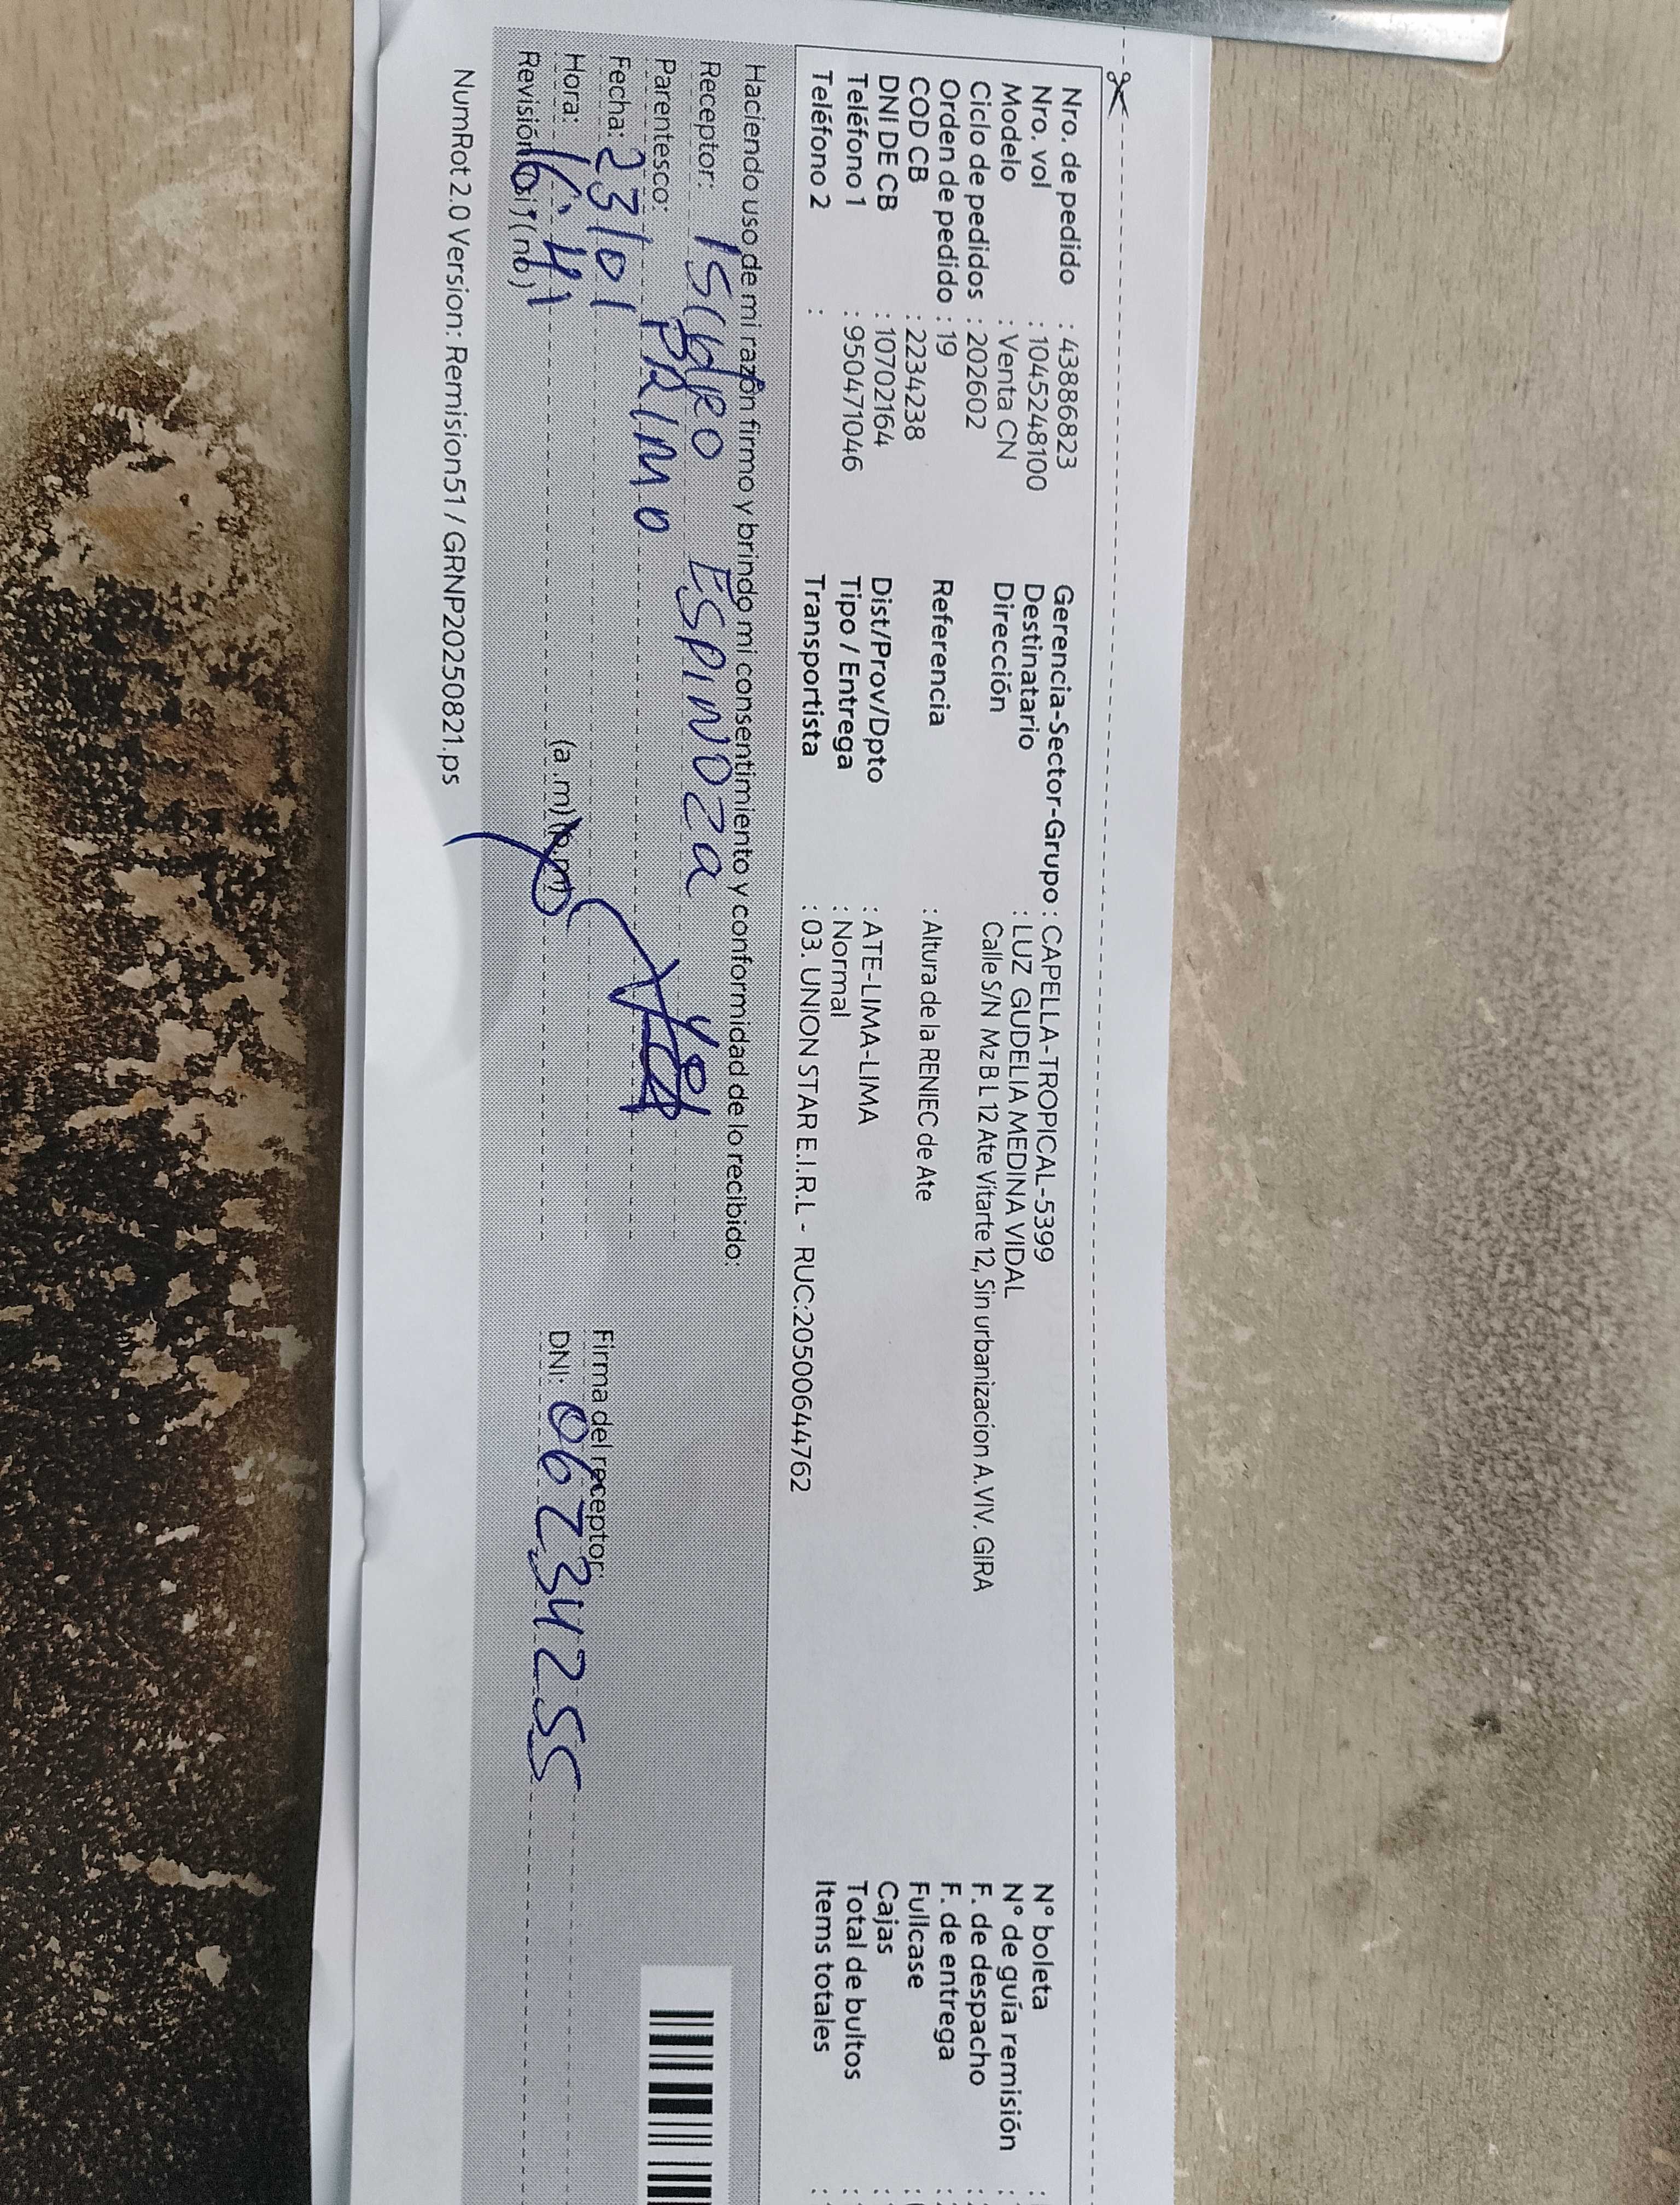 Nro. de pedido : 43886823
Nro. vol : 1045248100
Modelo : Venta CN
Ciclo de pedidos : 202602
Orden de pedido : 19
COD CB : 2234238
DNI DE CB : 10702164
Teléfono 1 : 950471046
Teléfono 2 :
Gerencia-Sector-Grupo : CAPELLA-TROPICAL-5399
Destinatario : LUZ GUDELIA MEDINA VIDAL
Dirección Calle S/N Mz B L 12 Ate Vitarte 12, Sin urbanizacion A.VIV. GIRA
Referencia : Altura de la RENIEC de Ate
Dist/Prov/Dpto : ATE-LIMA-LIMA
Tipo / Entrega : Normal
Transportista : 03. UNION STAR E.I.R.L - RUC:20500644762
N° boleta :
N° de guía remisión :
F. de despacho :
F. de entrega :
Fullcase :
Cajas :
Total de bultos :
Items totales :
Haciendo uso de mi razón firmo y brindo mi consentimiento y conformidad de lo recibido:
Receptor: ISIDRO ESPINOZA
Parentesco: PRIMO
Fecha: 23/01
Hora: 16:41 (a .m) (p.m)
Revisión (si) (no)
Firma del receptor:
DNI: 06234255
NumRot 2.0 Version: Remision51 / GRNP20250821.ps